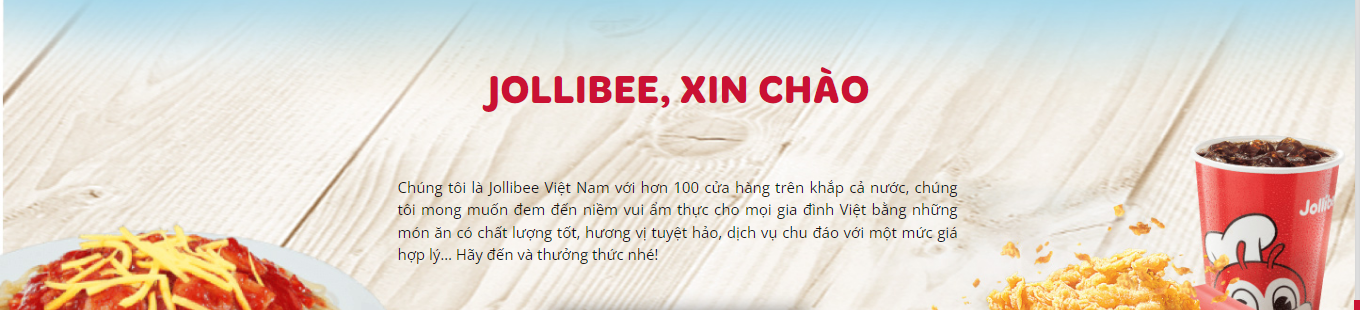 JOLLIBEE, XIN CHÀO
Chúng tôi là Jollibee Việt Nam với hơn 100 cửa hàng trên khắp cả nước, chúng
tôi mong muốn đem đến niềm vui ẩm thực cho mọi gia đình Việt bằng những
món ăn có chất lượng tốt, hương vị tuyệt hảo, dịch vụ chu đáo với một mức giá
hợp lý... Hãy đến và thưởng thức nhé!